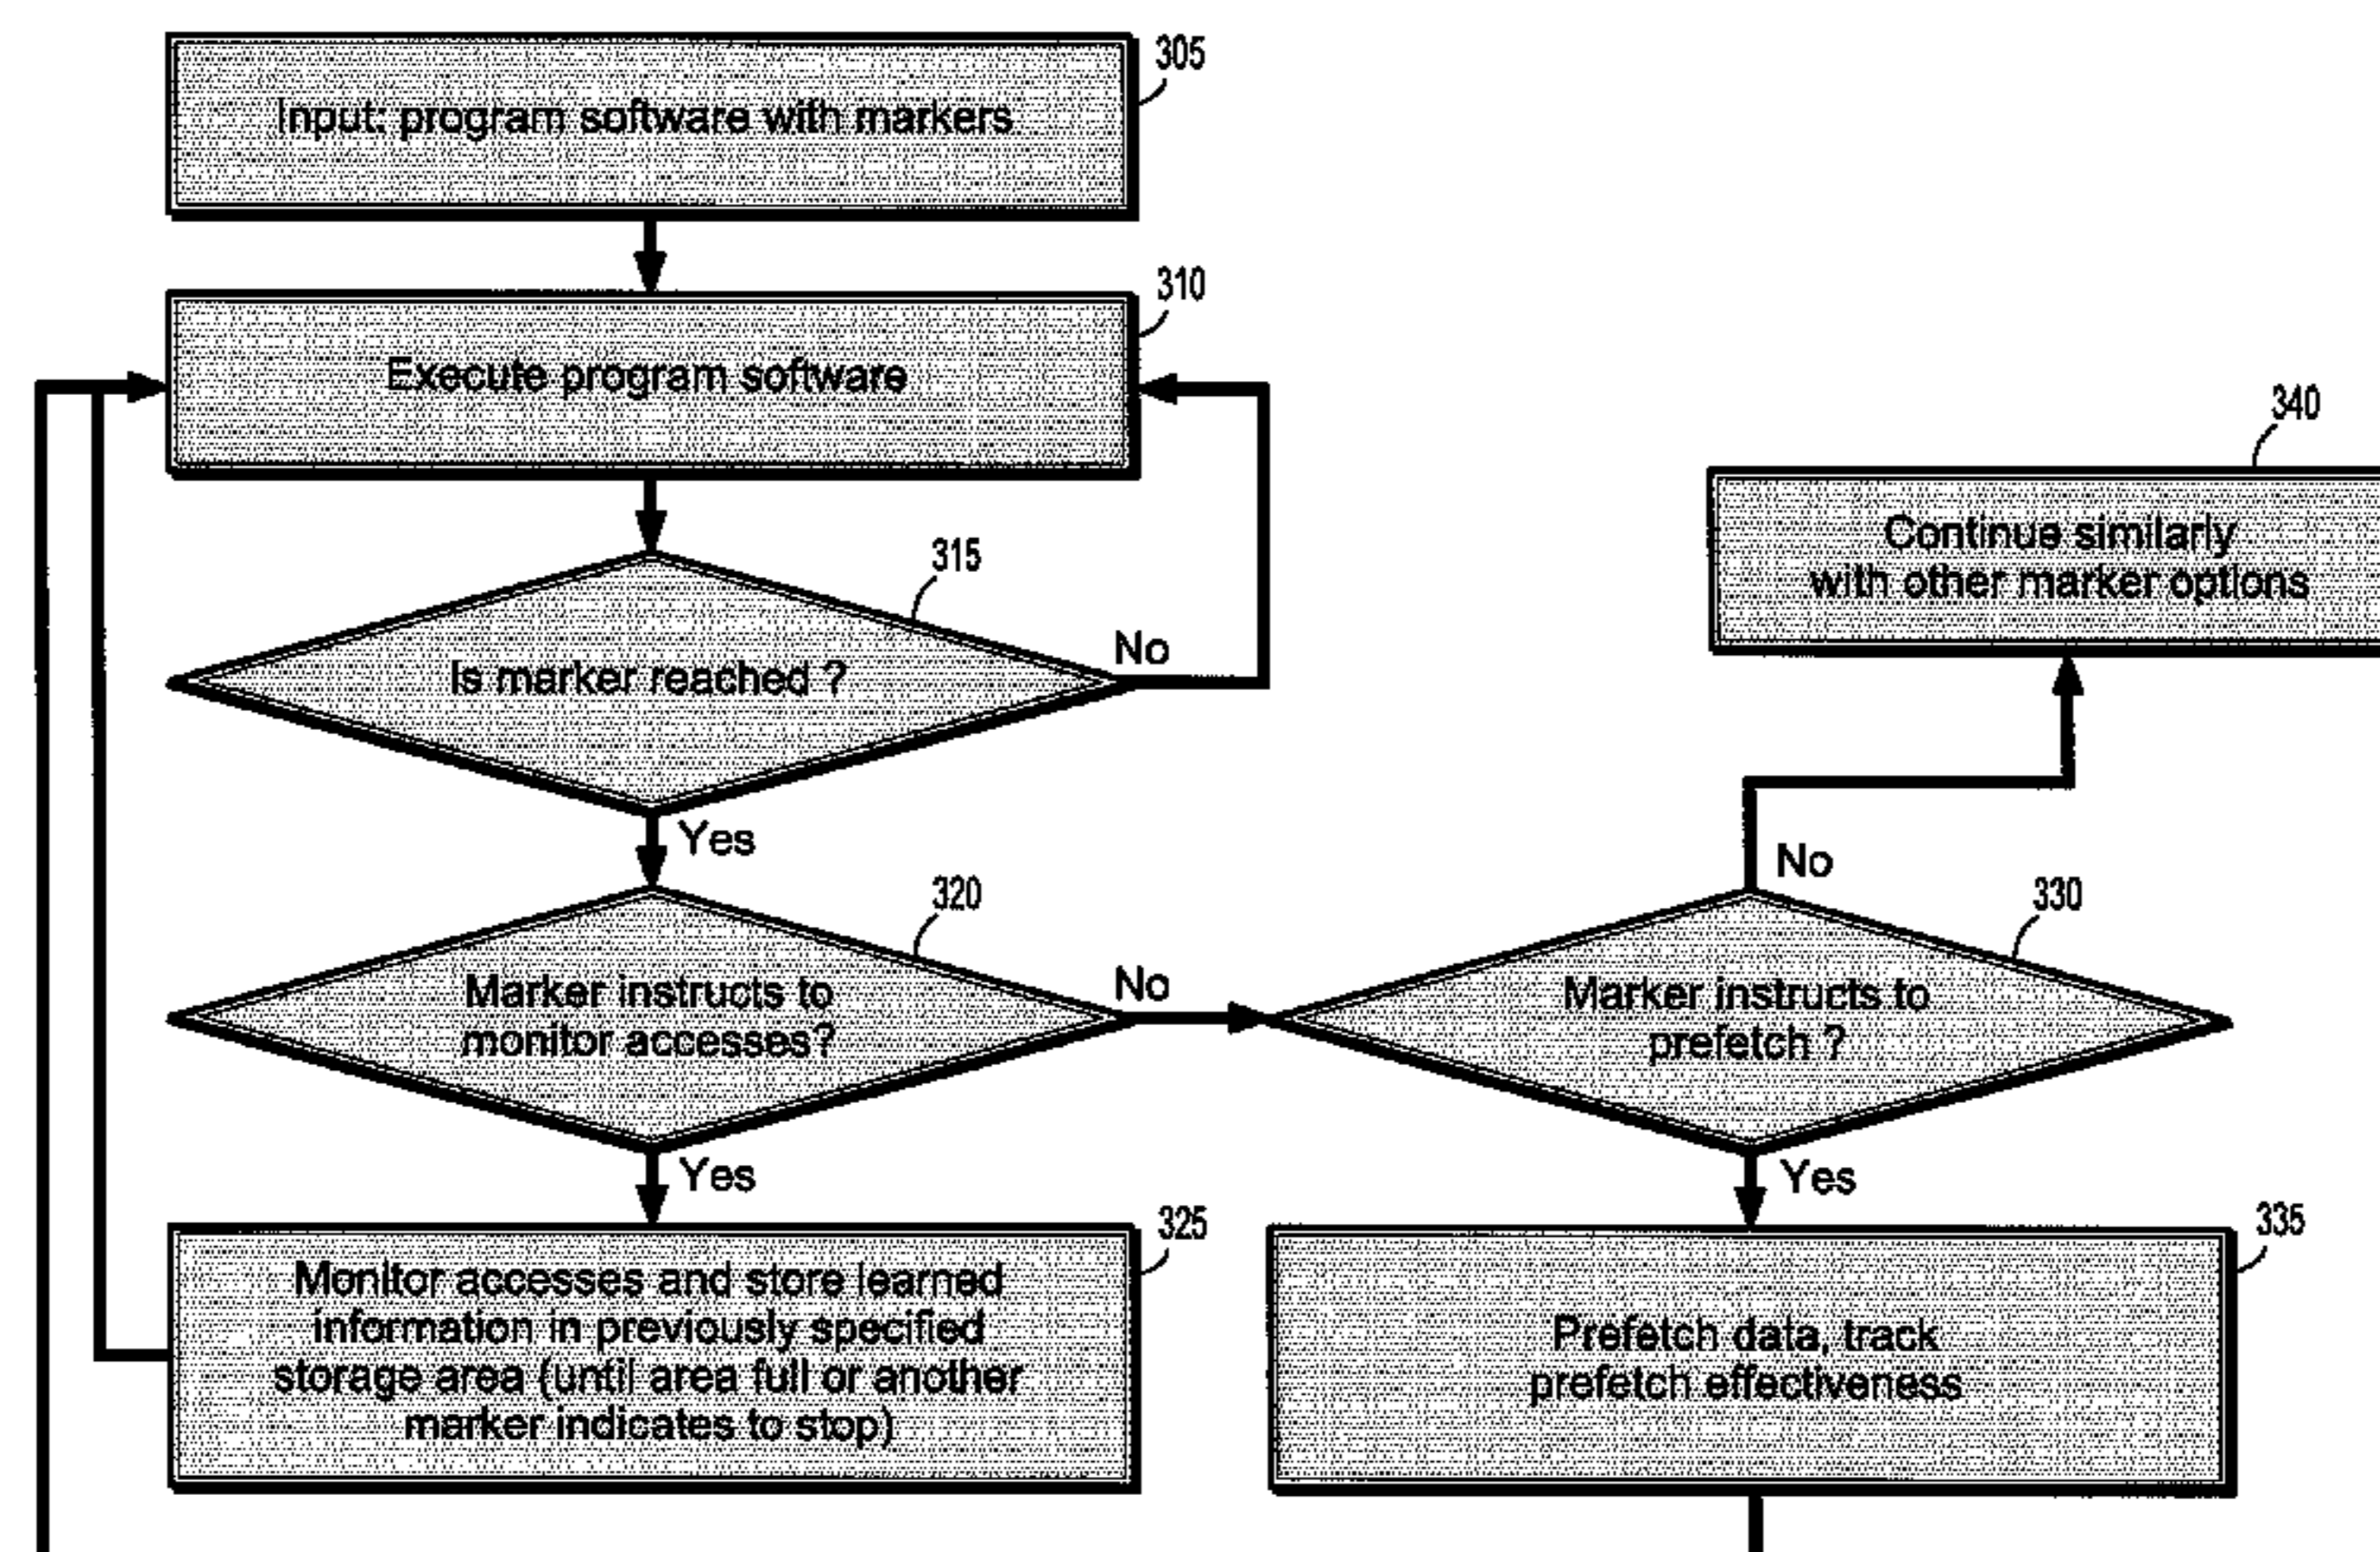 305
Input: program software with markers
310
Execute program software
315
Is marker reached ?
No
Yes
320
Marker instructs to
monitor accesses?
No
Yes
325
Monitor accesses and store learned
information in previously specified
storage area (until area full or another
marker indicates to stop)
330
Marker instructs to
prefetch ?
No
Yes
340
Continue similarly
with other marker options
335
Prefetch data, track
prefetch effectiveness